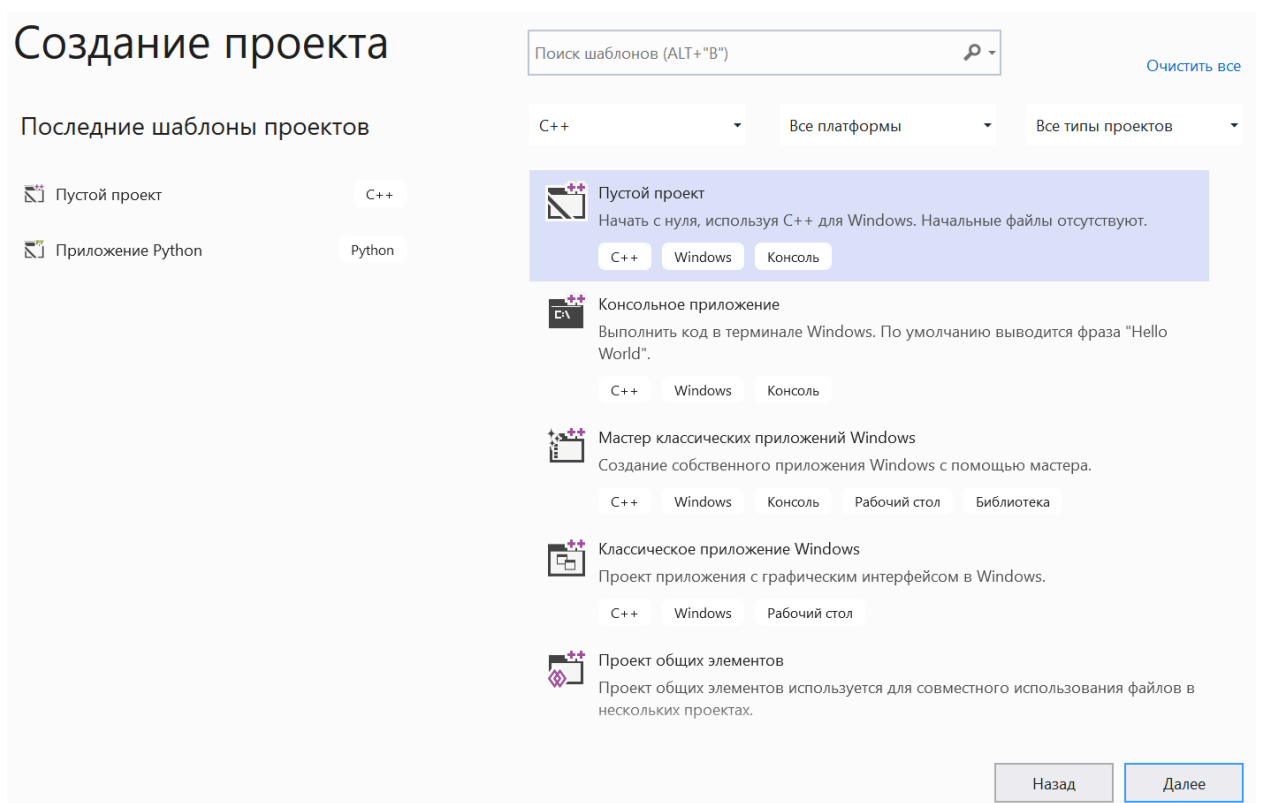 Создание проекта
Поиск шаблонов (ALT+"B")
Очистить все
Последние шаблоны проектов
C++
Все платформы
Все типы проектов
Пустой проект
C++
Приложение Python
Python
Пустой проект
Начать с нуля, используя C++ для Windows. Начальные файлы отсутствуют.
C++ Windows Консоль
Консольное приложение
C:\
Выполнить код в терминале Windows. По умолчанию выводится фраза "Hello
World".
C++ Windows Консоль
Мастер классических приложений Windows
Создание собственного приложения Windows с помощью мастера.
C++ Windows Консоль Рабочий стол Библиотека
Классическое приложение Windows
Проект приложения с графическим интерфейсом в Windows.
C++ Windows Рабочий стол
Проект общих элементов
Проект общих элементов используется для совместного использования файлов в
нескольких проектах.
Назад
Далее